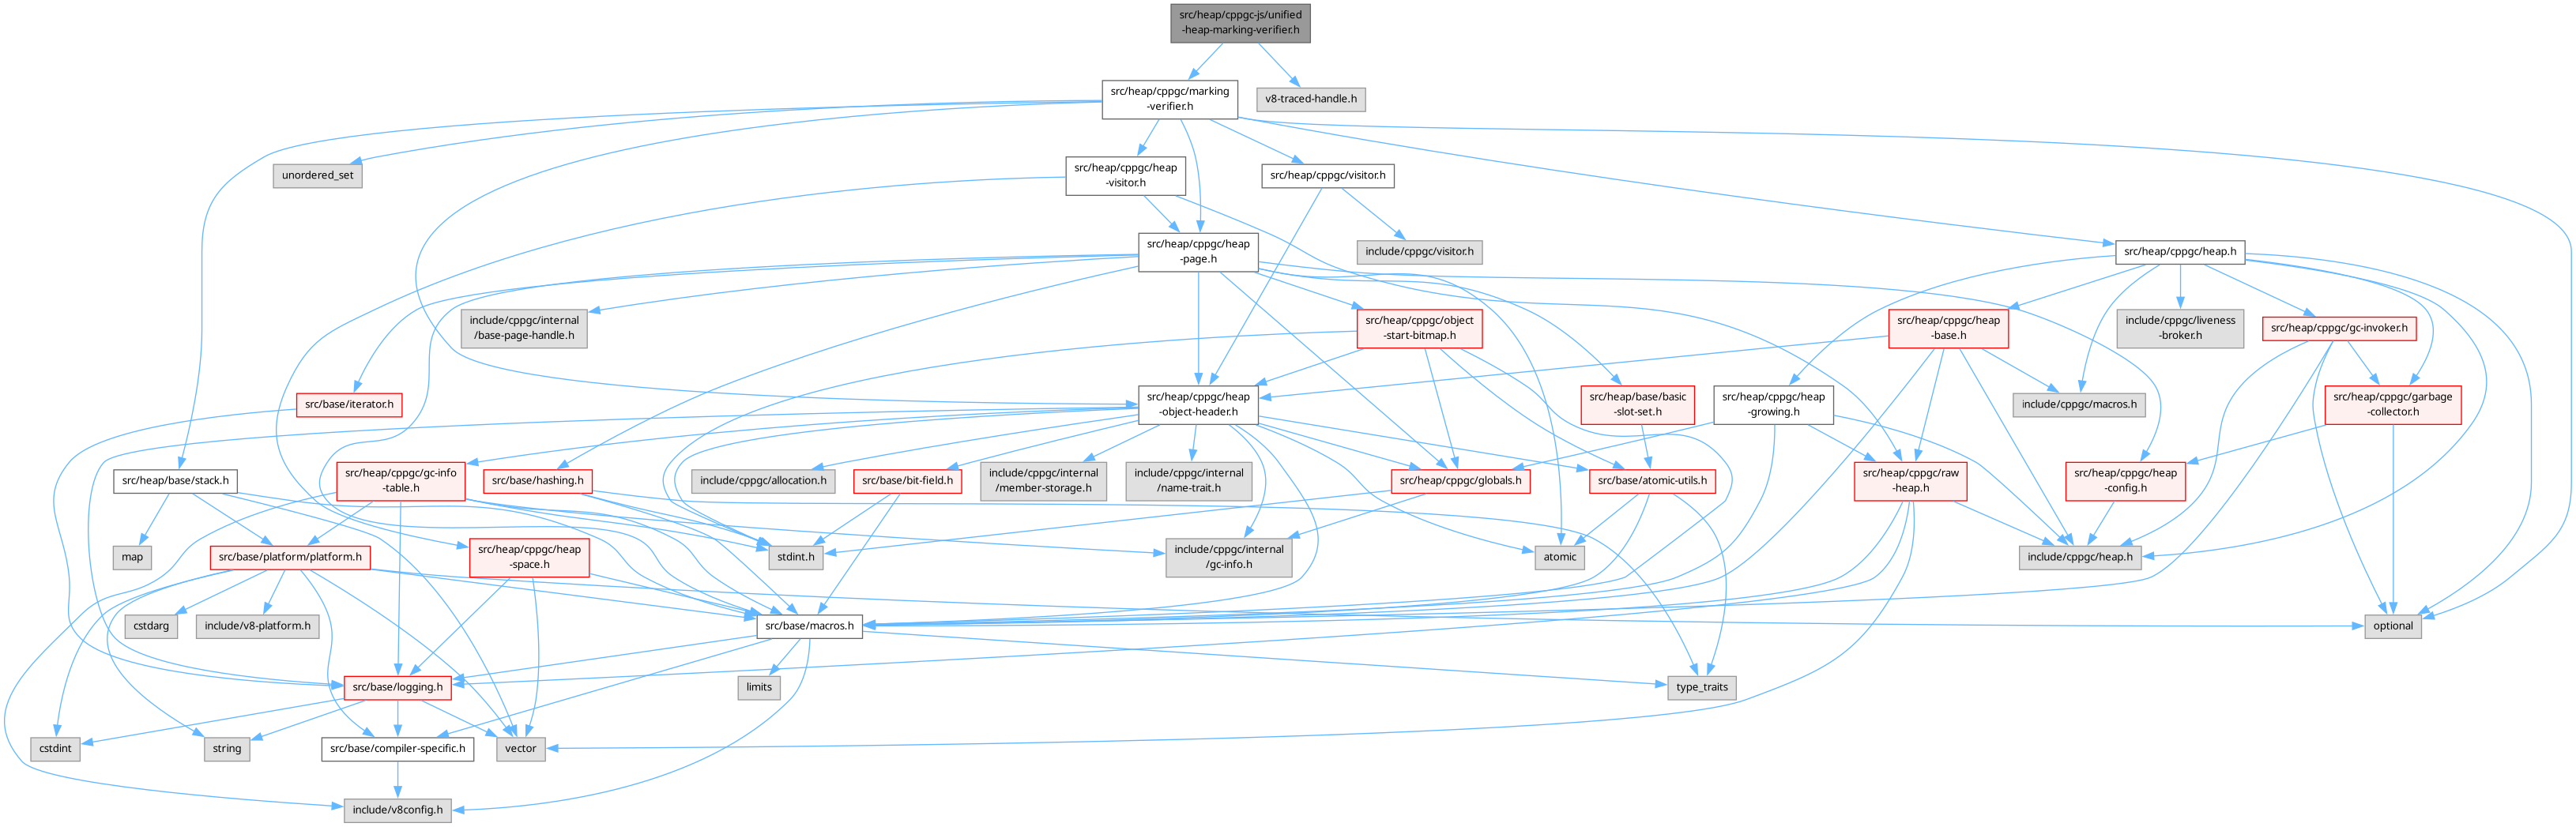 src/heap/cppgc-js/unified
-heap-marking-verifier.h
src/heap/cppgc/marking
-verifier.h
v8-traced-handle.h
unordered_set
src/heap/cppgc/heap
-visitor.h
src/heap/cppgc/visitor.h
src/heap/cppgc/heap
-page.h
include/cppgc/visitor.h
src/heap/cppgc/heap.h
include/cppgc/internal
/base-page-handle.h
src/heap/cppgc/object
-start-bitmap.h
src/heap/cppgc/heap
-base.h
include/cppgc/liveness
-broker.h
src/heap/cppgc/gc-invoker.h
src/base/iterator.h
src/heap/cppgc/heap
-object-header.h
src/heap/base/basic
-slot-set.h
src/heap/cppgc/heap
-growing.h
include/cppgc/macros.h
src/heap/cppgc/garbage
-collector.h
src/heap/base/stack.h
src/heap/cppgc/gc-info
-table.h
src/base/hashing.h
include/cppgc/allocation.h
src/base/bit-field.h
include/cppgc/internal
/member-storage.h
include/cppgc/internal
/name-trait.h
src/heap/cppgc/globals.h
src/base/atomic-utils.h
src/heap/cppgc/raw
-heap.h
src/heap/cppgc/heap
-config.h
map
src/base/platform/platform.h
src/heap/cppgc/heap
-space.h
stdint.h
include/cppgc/internal
/gc-info.h
atomic
include/cppgc/heap.h
cstdarg
include/v8-platform.h
src/base/macros.h
optional
src/base/logging.h
limits
type_traits
cstdint
string
src/base/compiler-specific.h
vector
include/v8config.h